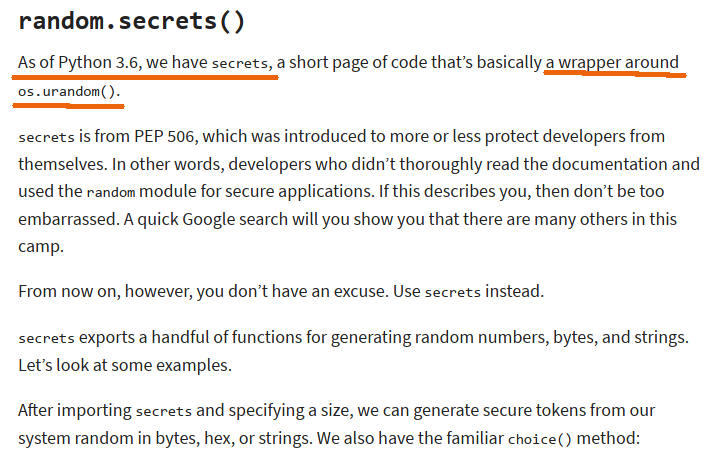 random.secrets()
As of Python 3.6, we have secrets, a short page of code that’s basically a wrapper around
os.urandom().
secrets is from PEP 506, which was introduced to more or less protect developers from
themselves. In other words, developers who didn’t thoroughly read the documentation and
used the random module for secure applications. If this describes you, then don’t be too
embarrassed. A quick Google search will you show you that there are many others in this
camp.
From now on, however, you don’t have an excuse. Use secrets instead.
secrets exports a handful of functions for generating random numbers, bytes, and strings.
Let’s look at some examples.
After importing secrets and specifying a size, we can generate secure tokens from our
system random in bytes, hex, or strings. We also have the familiar choice() method: